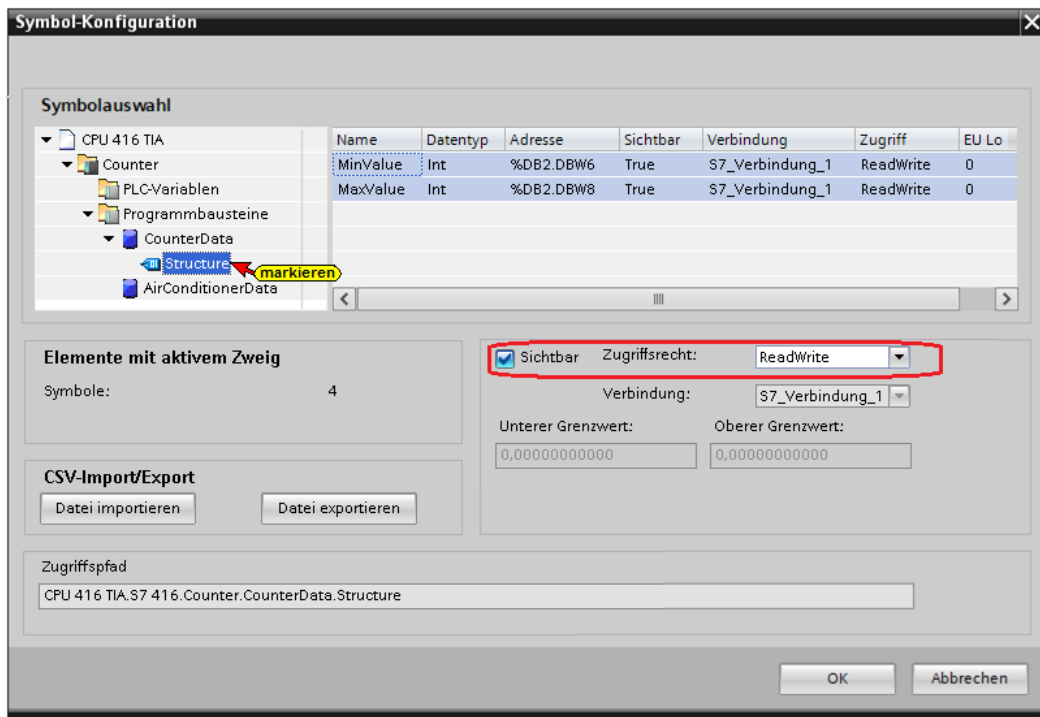 Symbol-Konfiguration
Symbolauswahl
CPU 416 TIA
Counter
PLC-Variablen
Programmbausteine
CounterData
Structure
markieren
AirConditionerData
Name Datentyp Adresse Sichtbar Verbindung Zugriff EU Lo
MinValue Int %DB2.DBW6 True S7_Verbindung_1 ReadWrite 0
MaxValue Int %DB2.DBW8 True S7_Verbindung_1 ReadWrite 0
Elemente mit aktivem Zweig
Symbole: 4
Sichtbar Zugriffsrecht: ReadWrite
Verbindung: S7_Verbindung_1
Unterer Grenzwert: Oberer Grenzwert:
0,00000000000 0,00000000000
CSV-Import/Export
Datei importieren Datei exportieren
Zugriffspfad
CPU 416 TIA.S7 416.Counter.CounterData.Structure
OK Abbrechen